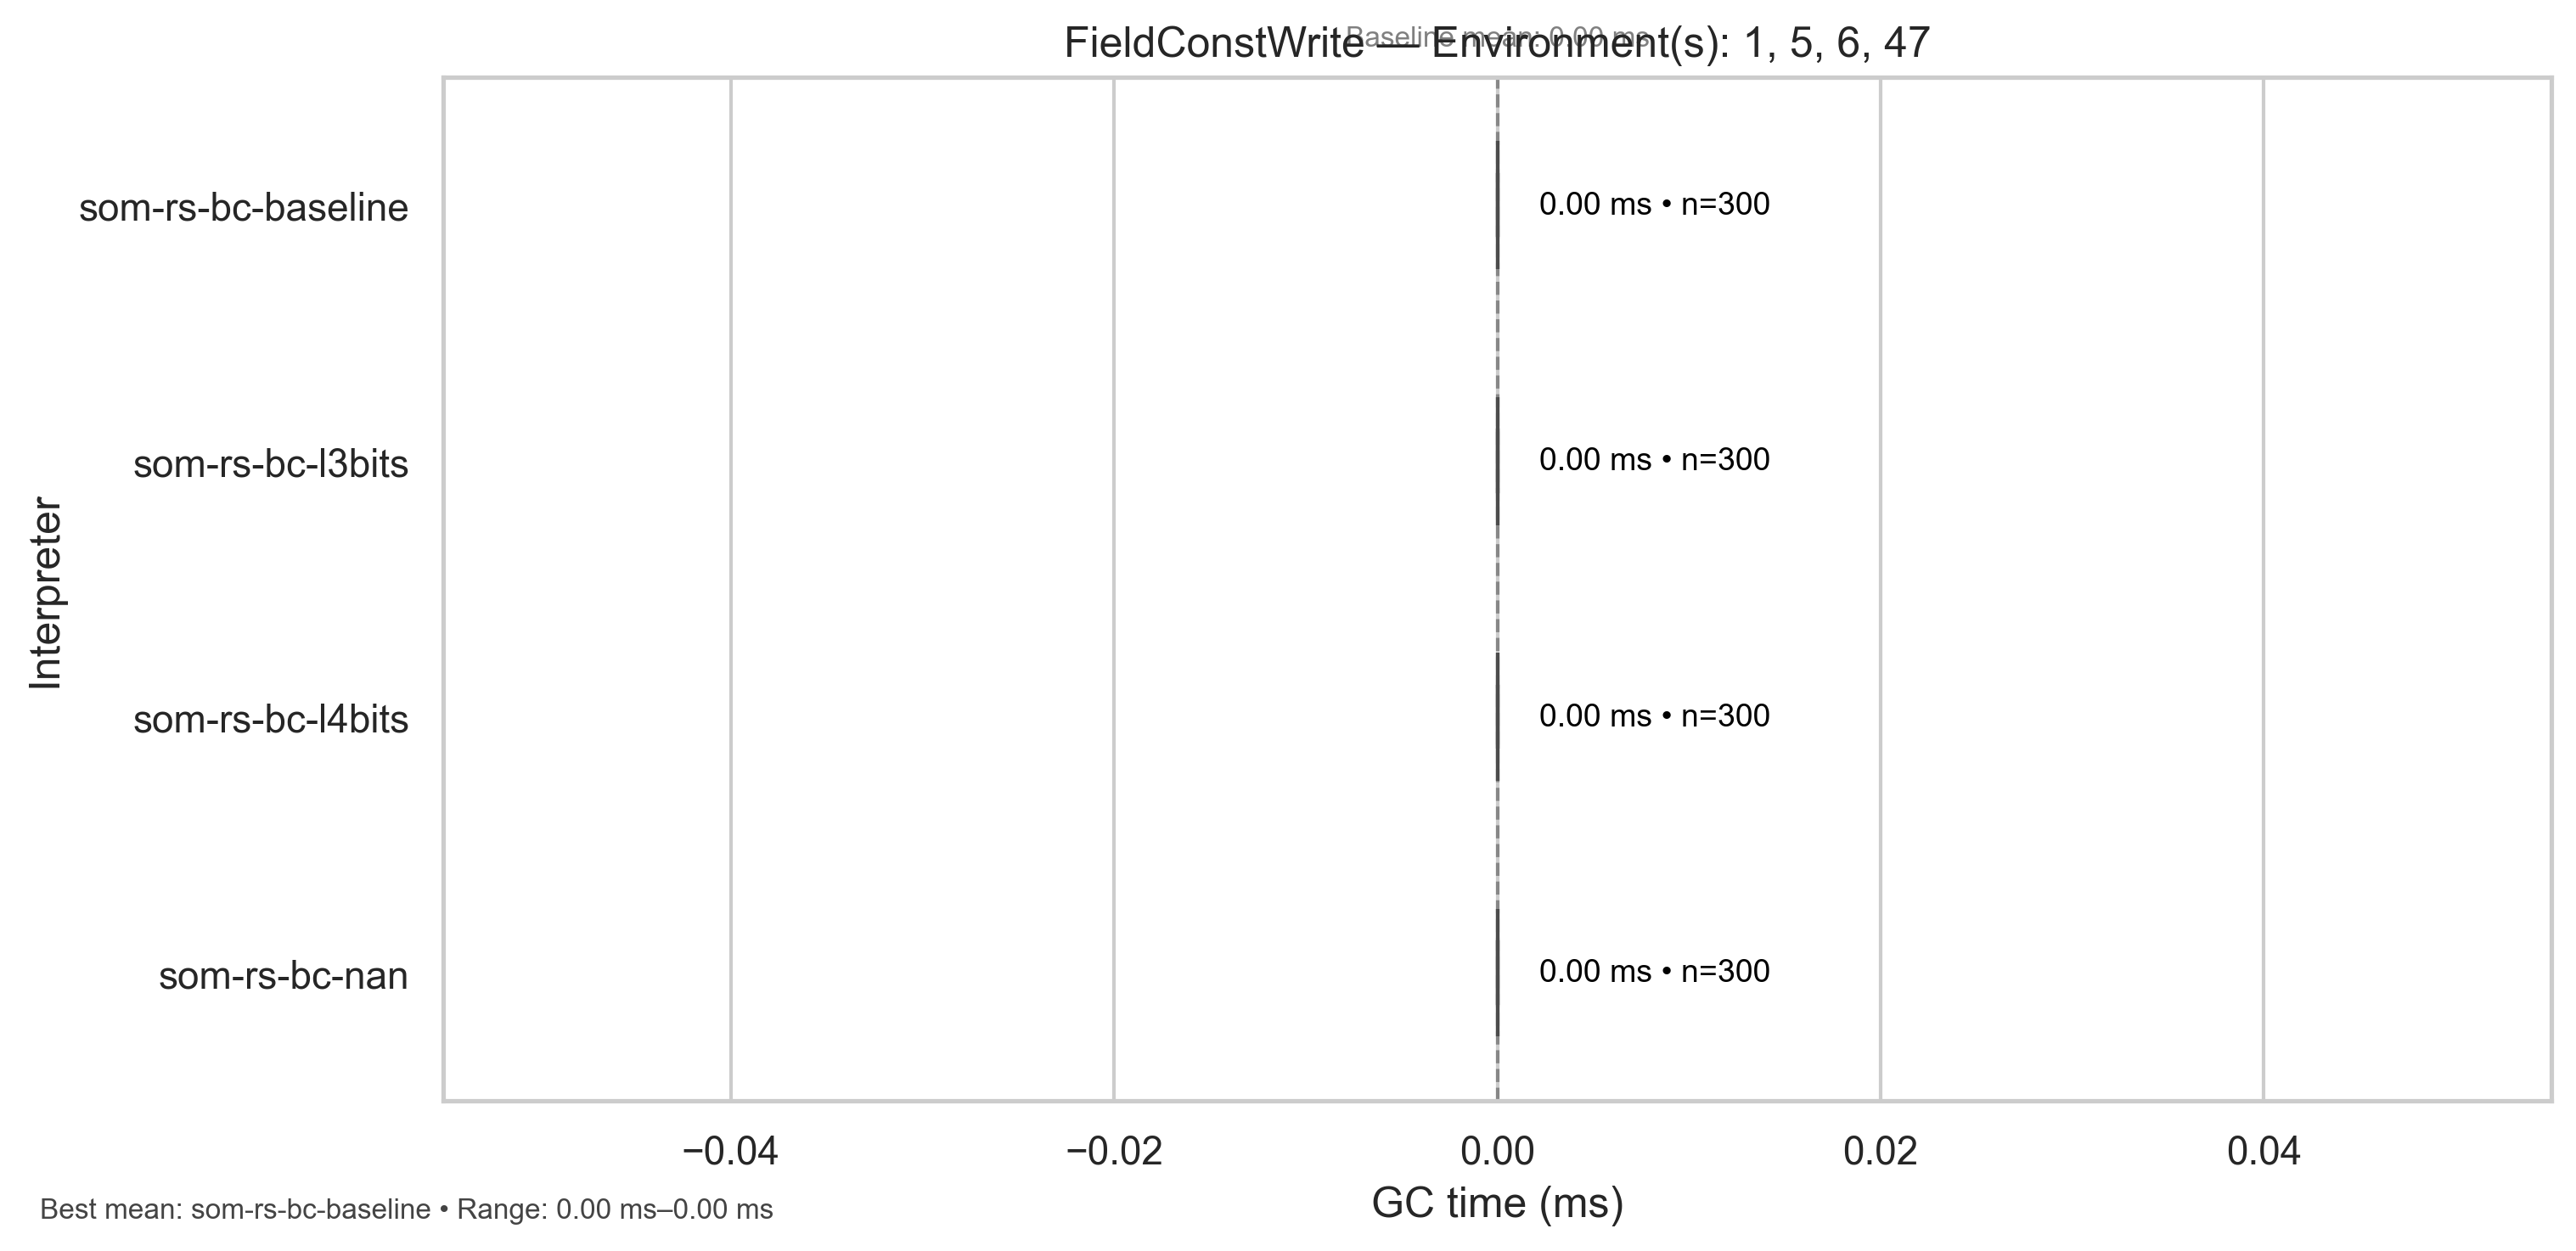 Baseline mean: 0.00 ms
FieldConstWrite — Environment(s): 1, 5, 6, 47
Interpreter
som-rs-bc-baseline
0.00 ms • n=300
som-rs-bc-l3bits
0.00 ms • n=300
som-rs-bc-l4bits
0.00 ms • n=300
som-rs-bc-nan
0.00 ms • n=300
−0.04 −0.02 0.00 0.02 0.04
GC time (ms)
Best mean: som-rs-bc-baseline • Range: 0.00 ms–0.00 ms